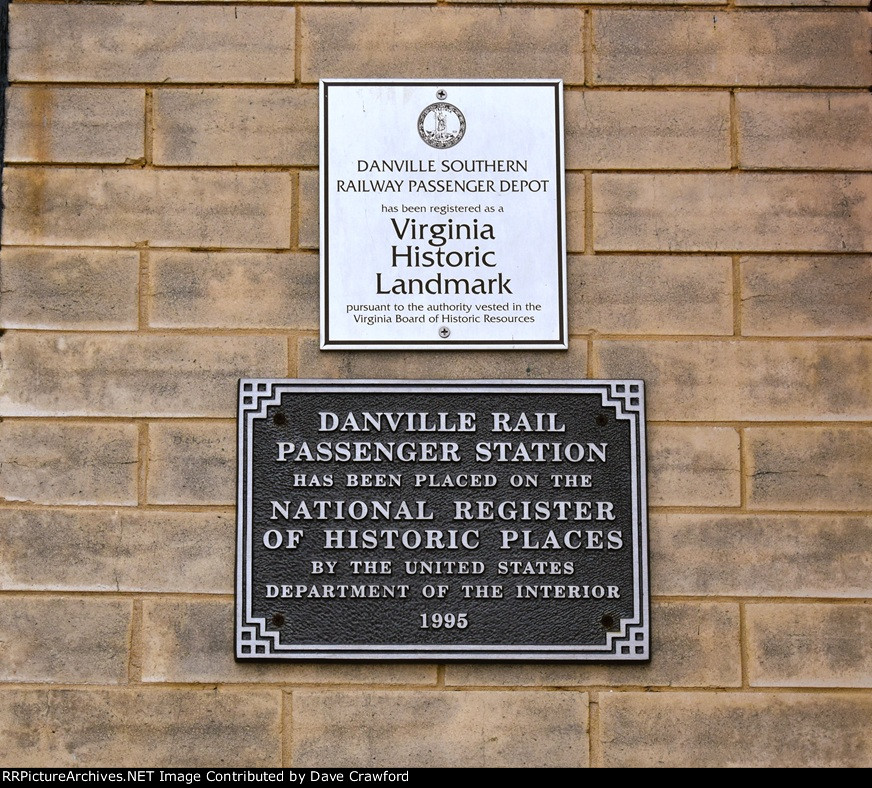 DANVILLE SOUTHERN
RAILWAY PASSENGER DEPOT
has been registered as a
Virginia
Historic
Landmark
pursuant to the authority vested in the
Virginia Board of Historic Resources
DANVILLE RAIL
PASSENGER STATION
HAS BEEN PLACED ON THE
NATIONAL REGISTER
OF HISTORIC PLACES
BY THE UNITED STATES
DEPARTMENT OF THE INTERIOR
1995
RRPictureArchives.NET Image Contributed by Dave Crawford